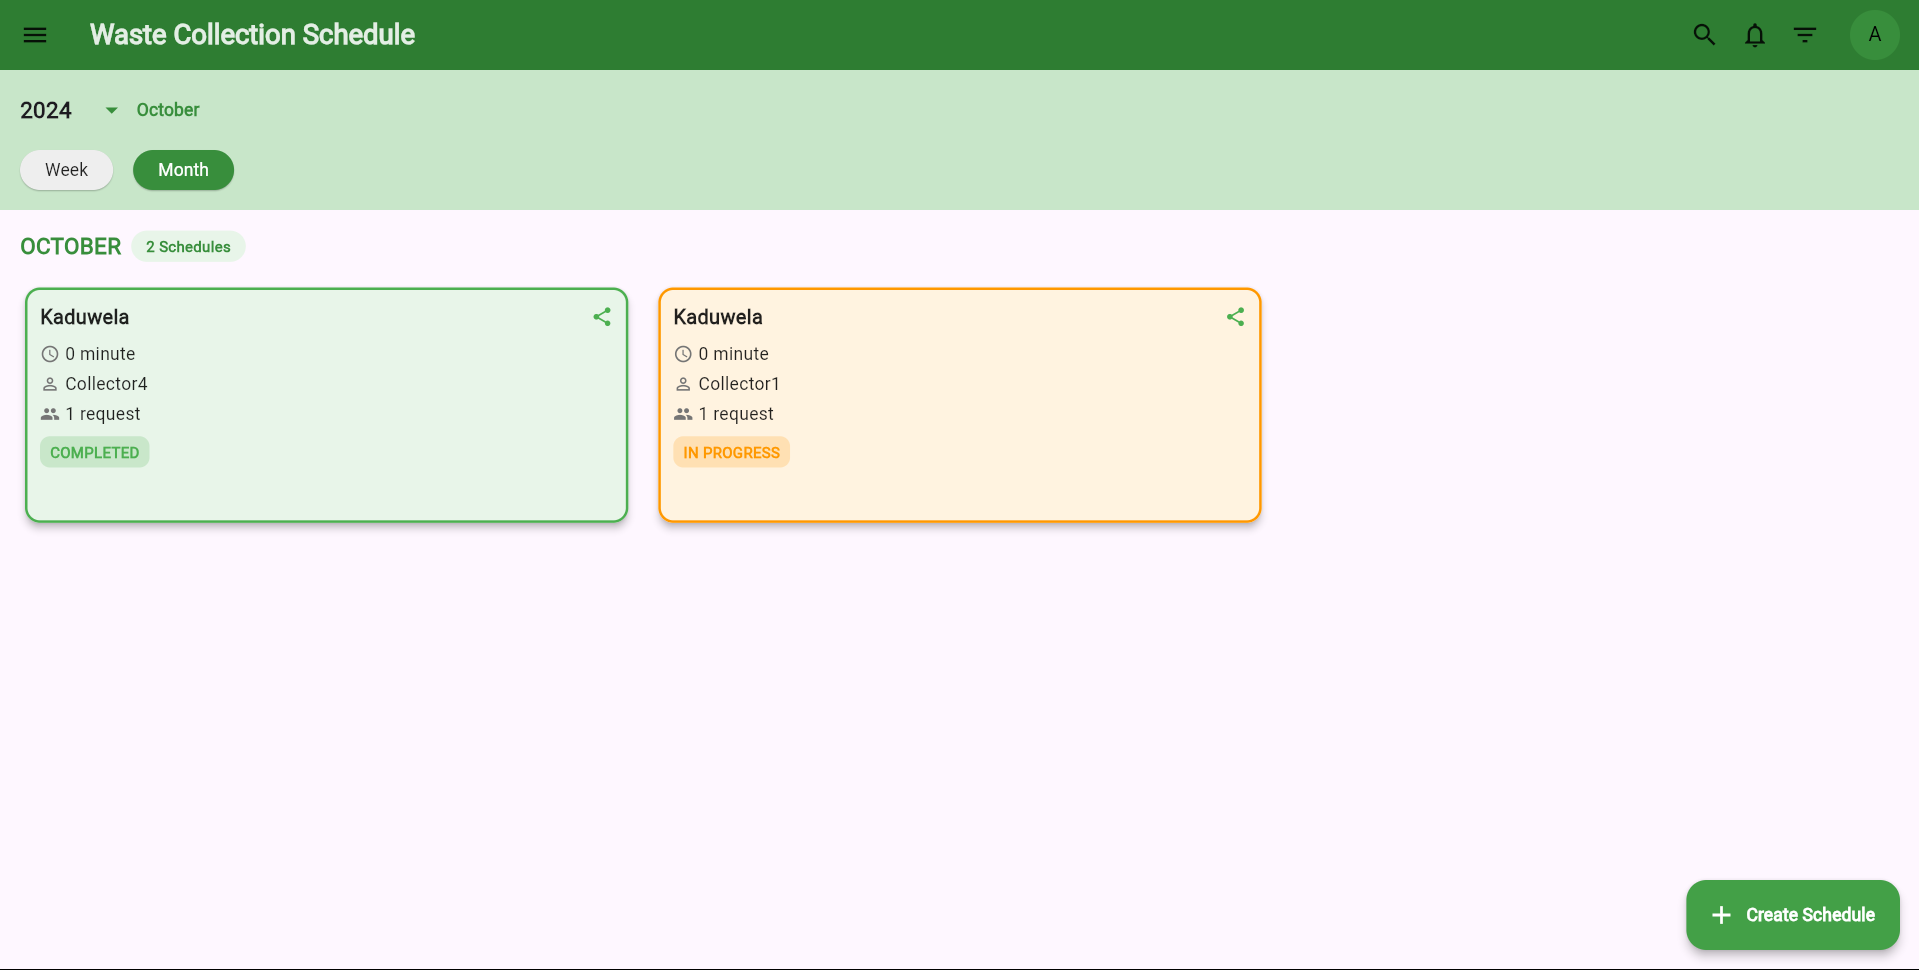 Waste Collection Schedule
A
2024
October
Week
Month
OCTOBER
2 Schedules
Kaduwela
0 minute
Collector4
1 request
COMPLETED
Kaduwela
0 minute
Collector1
1 request
IN PROGRESS
Create Schedule